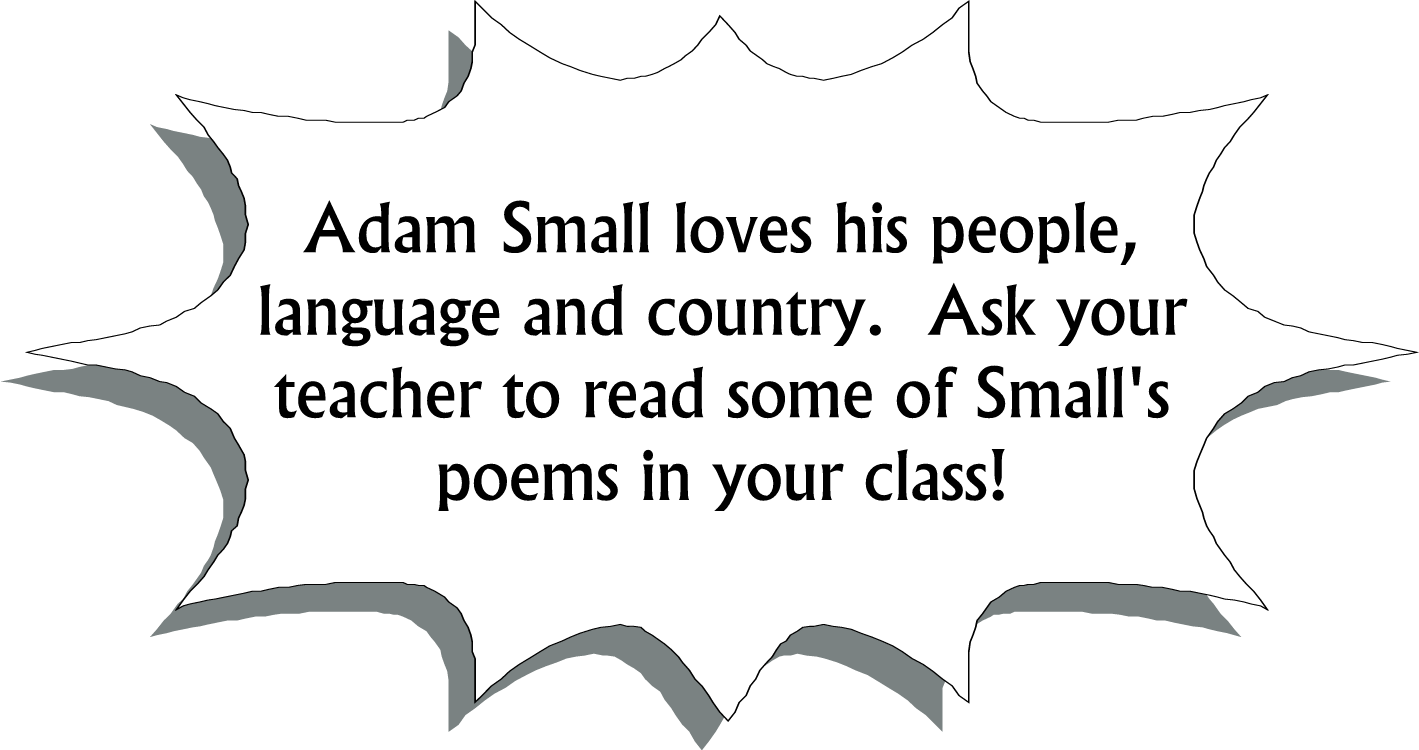 Adam Small loves his people,
language and country.  Ask your
teacher to read some of Small's
poems in your class!